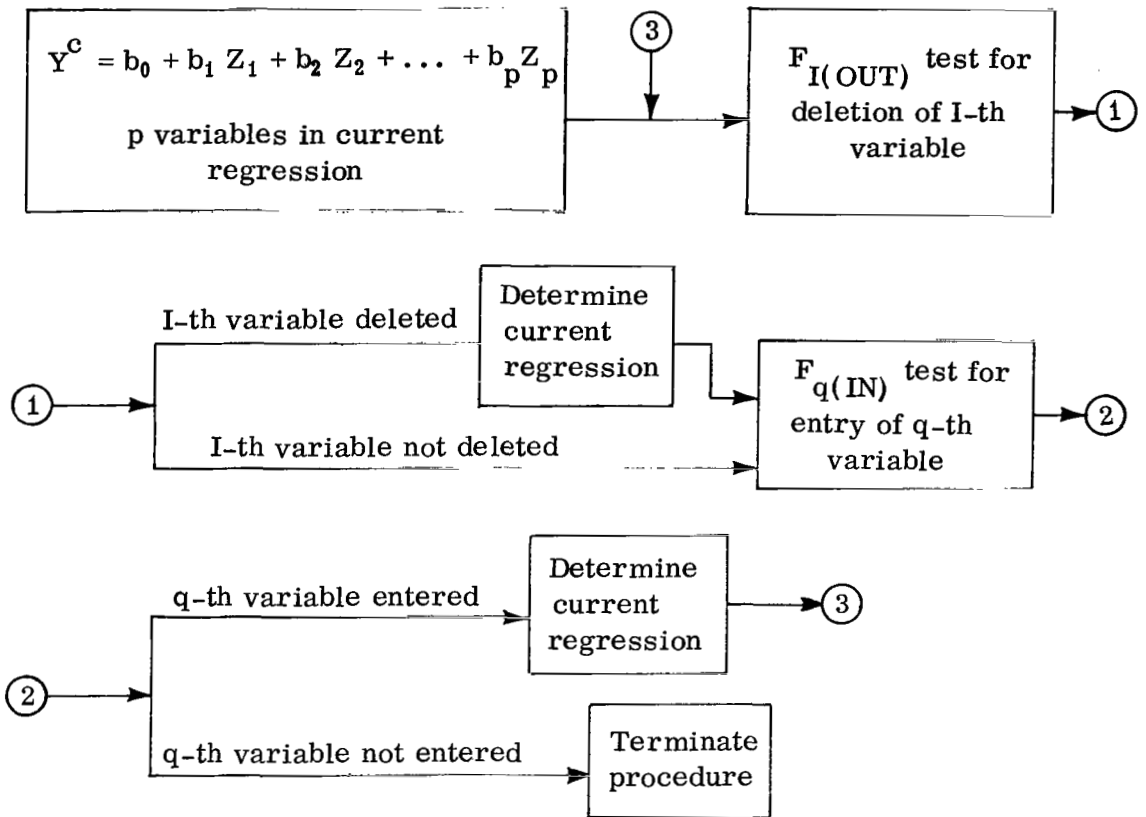 Y^c = b_0 + b_1 Z_1 + b_2 Z_2 + ... + b_p Z_p
p variables in current
regression
3
F_I(OUT) test for
deletion of I-th
variable
1
1
I-th variable deleted
I-th variable not deleted
Determine
current
regression
F_q(IN) test for
entry of q-th
variable
2
2
q-th variable entered
q-th variable not entered
Determine
current
regression
3
Terminate
procedure